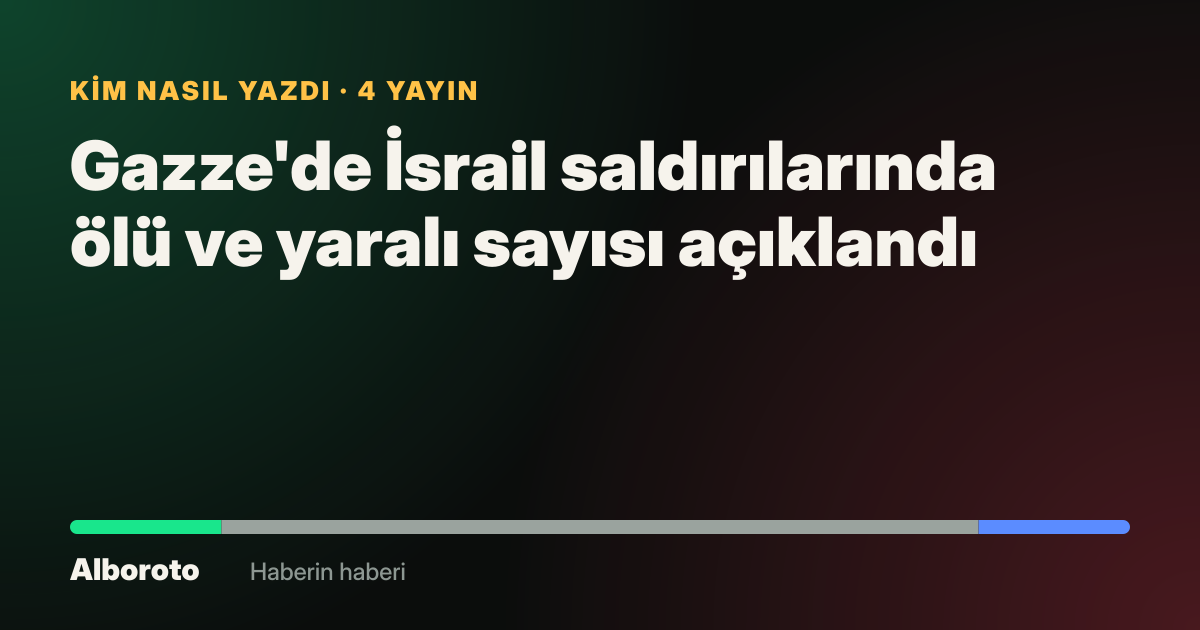 KİM NASIL YAZDI · 4 YAYIN
Gazze'de İsrail saldırılarında
ölü ve yaralı sayısı açıklandı
Alboroto
Haberin haberi